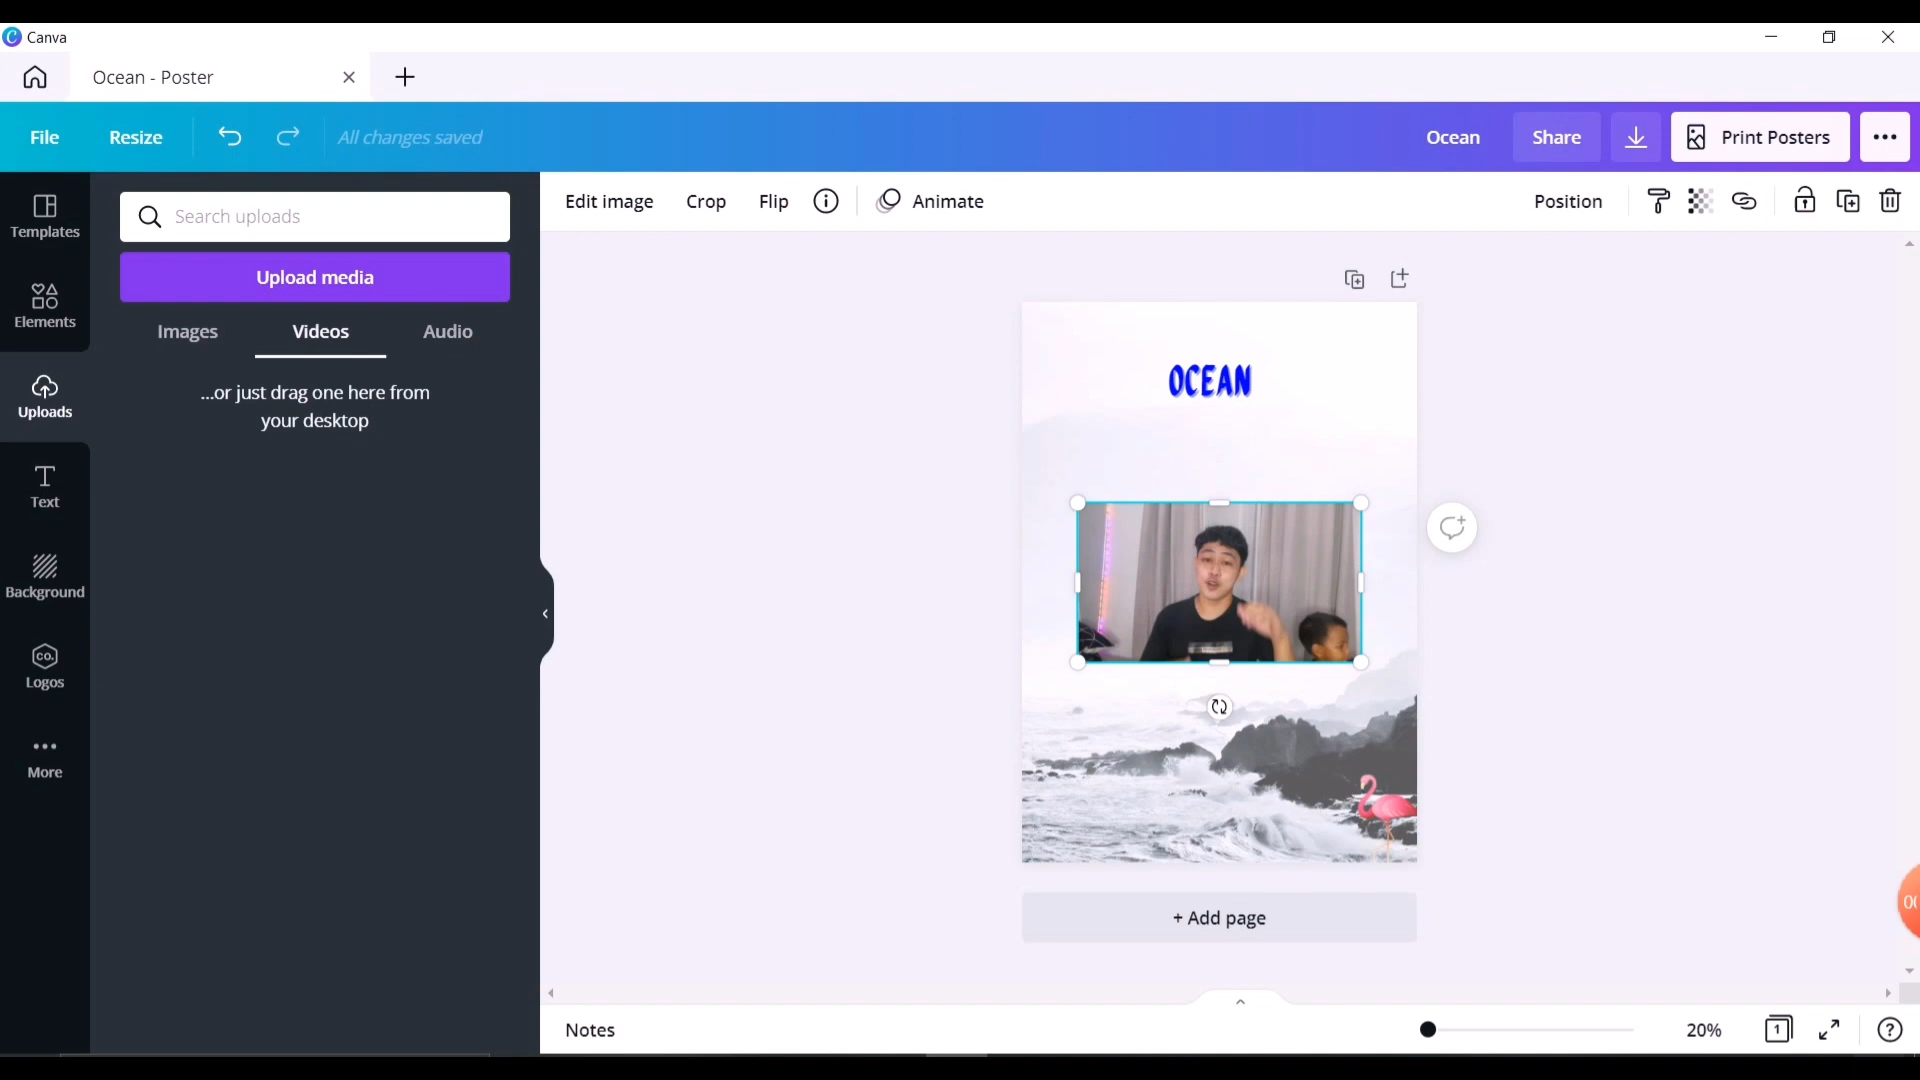 Canva
Ocean - Poster
File
Resize
All changes saved
Ocean
Share
Print Posters
Templates
Elements
Uploads
Text
Background
CO.
Logos
More
Search uploads
Upload media
Images
Videos
Audio
...or just drag one here from
your desktop
Edit image
Crop
Flip
Animate
Position
OCEAN
+ Add page
Notes
20%
1